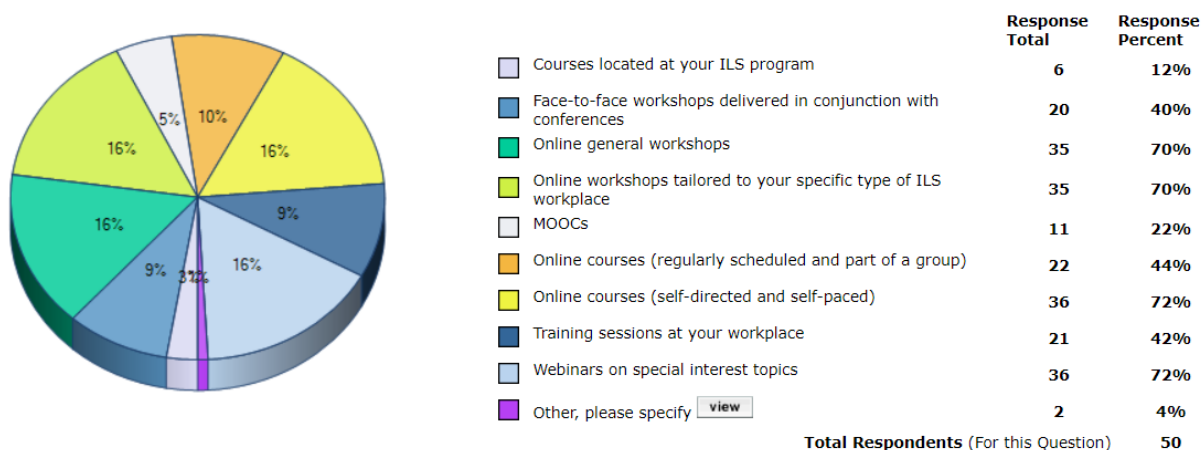 Response Total
Response Percent
Courses located at your ILS program 6 12%
Face-to-face workshops delivered in conjunction with
conferences 20 40%
Online general workshops 35 70%
Online workshops tailored to your specific type of ILS
workplace 35 70%
MOOCs 11 22%
Online courses (regularly scheduled and part of a group) 22 44%
Online courses (self-directed and self-paced) 36 72%
Training sessions at your workplace 21 42%
Webinars on special interest topics 36 72%
Other, please specify view 2 4%
Total Respondents (For this Question) 50
5%
10%
16%
16%
9%
16%
16%
9%
3%